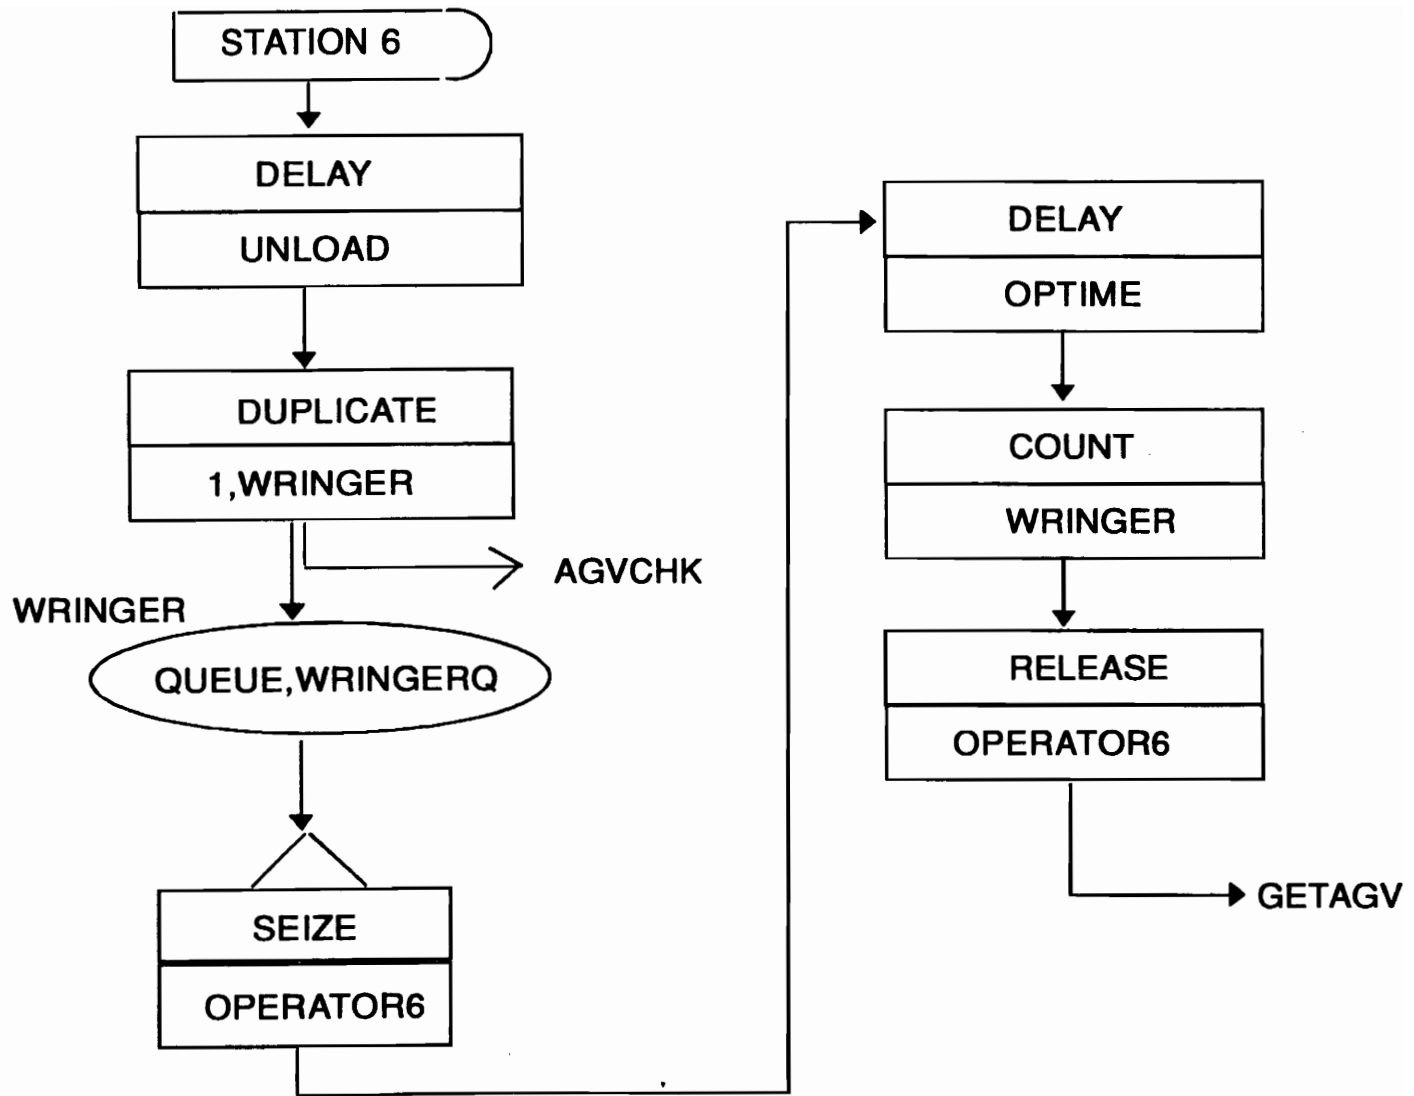 STATION 6
DELAY
UNLOAD
DUPLICATE
1,WRINGER
AGVCHK
WRINGER
QUEUE,WRINGERQ
SEIZE
OPERATOR6
DELAY
OPTIME
COUNT
WRINGER
RELEASE
OPERATOR6
GETAGV